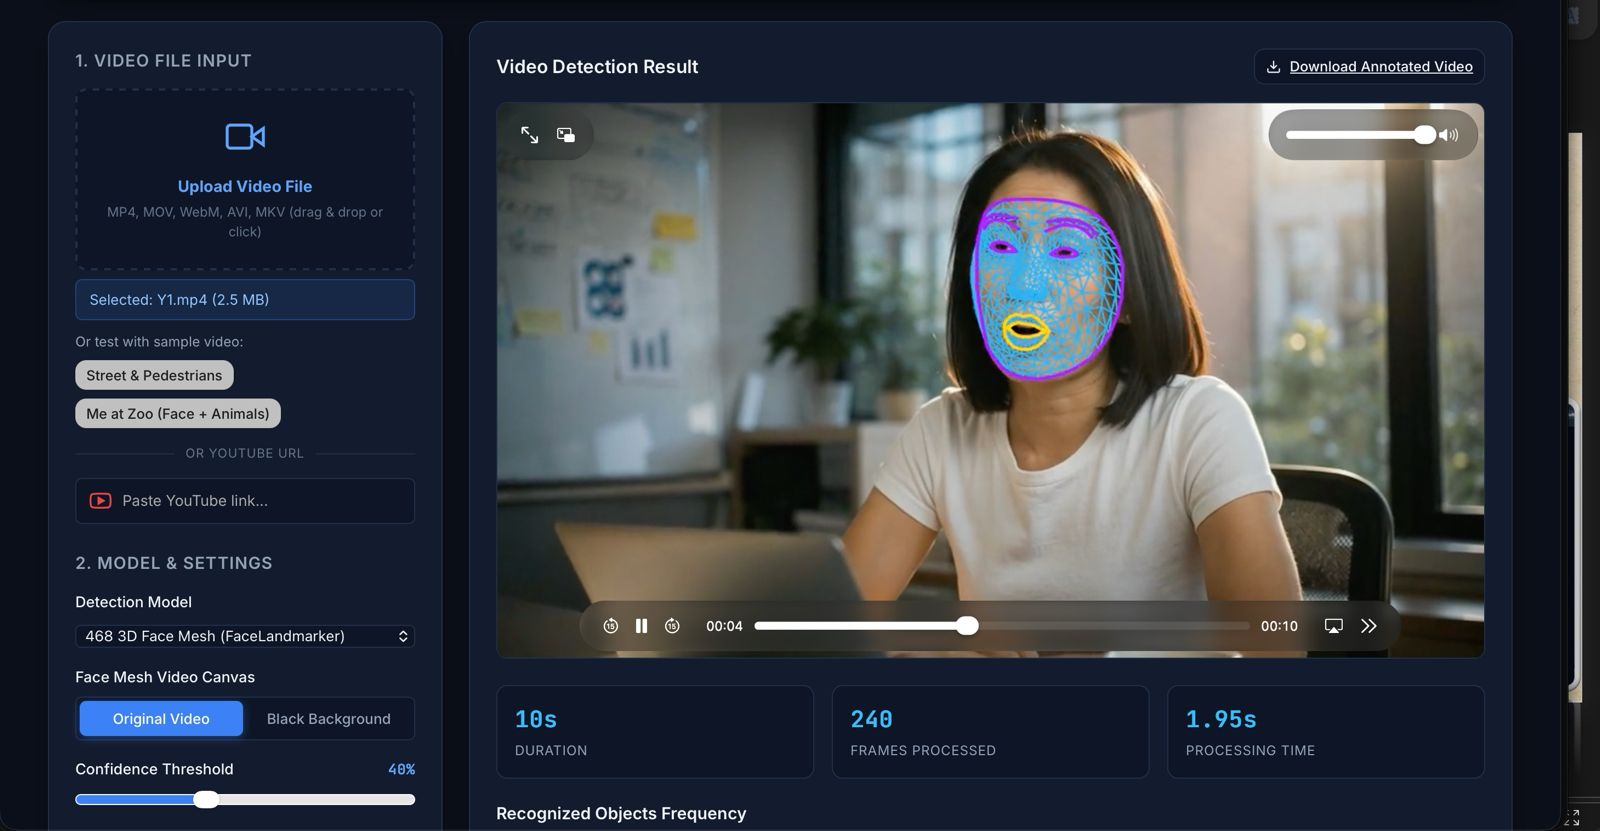 1. VIDEO FILE INPUT
Upload Video File
MP4, MOV, WebM, AVI, MKV (drag & drop or
click)
Selected: Y1.mp4 (2.5 MB)
Or test with sample video:
Street & Pedestrians
Me at Zoo (Face + Animals)
OR YOUTUBE URL
Paste YouTube link...
2. MODEL & SETTINGS
Detection Model
468 3D Face Mesh (FaceLandmarker)
Face Mesh Video Canvas
Original Video
Black Background
Confidence Threshold
40%
Video Detection Result
Download Annotated Video
15
15
00:04
00:10
10s
DURATION
240
FRAMES PROCESSED
1.95s
PROCESSING TIME
Recognized Objects Frequency